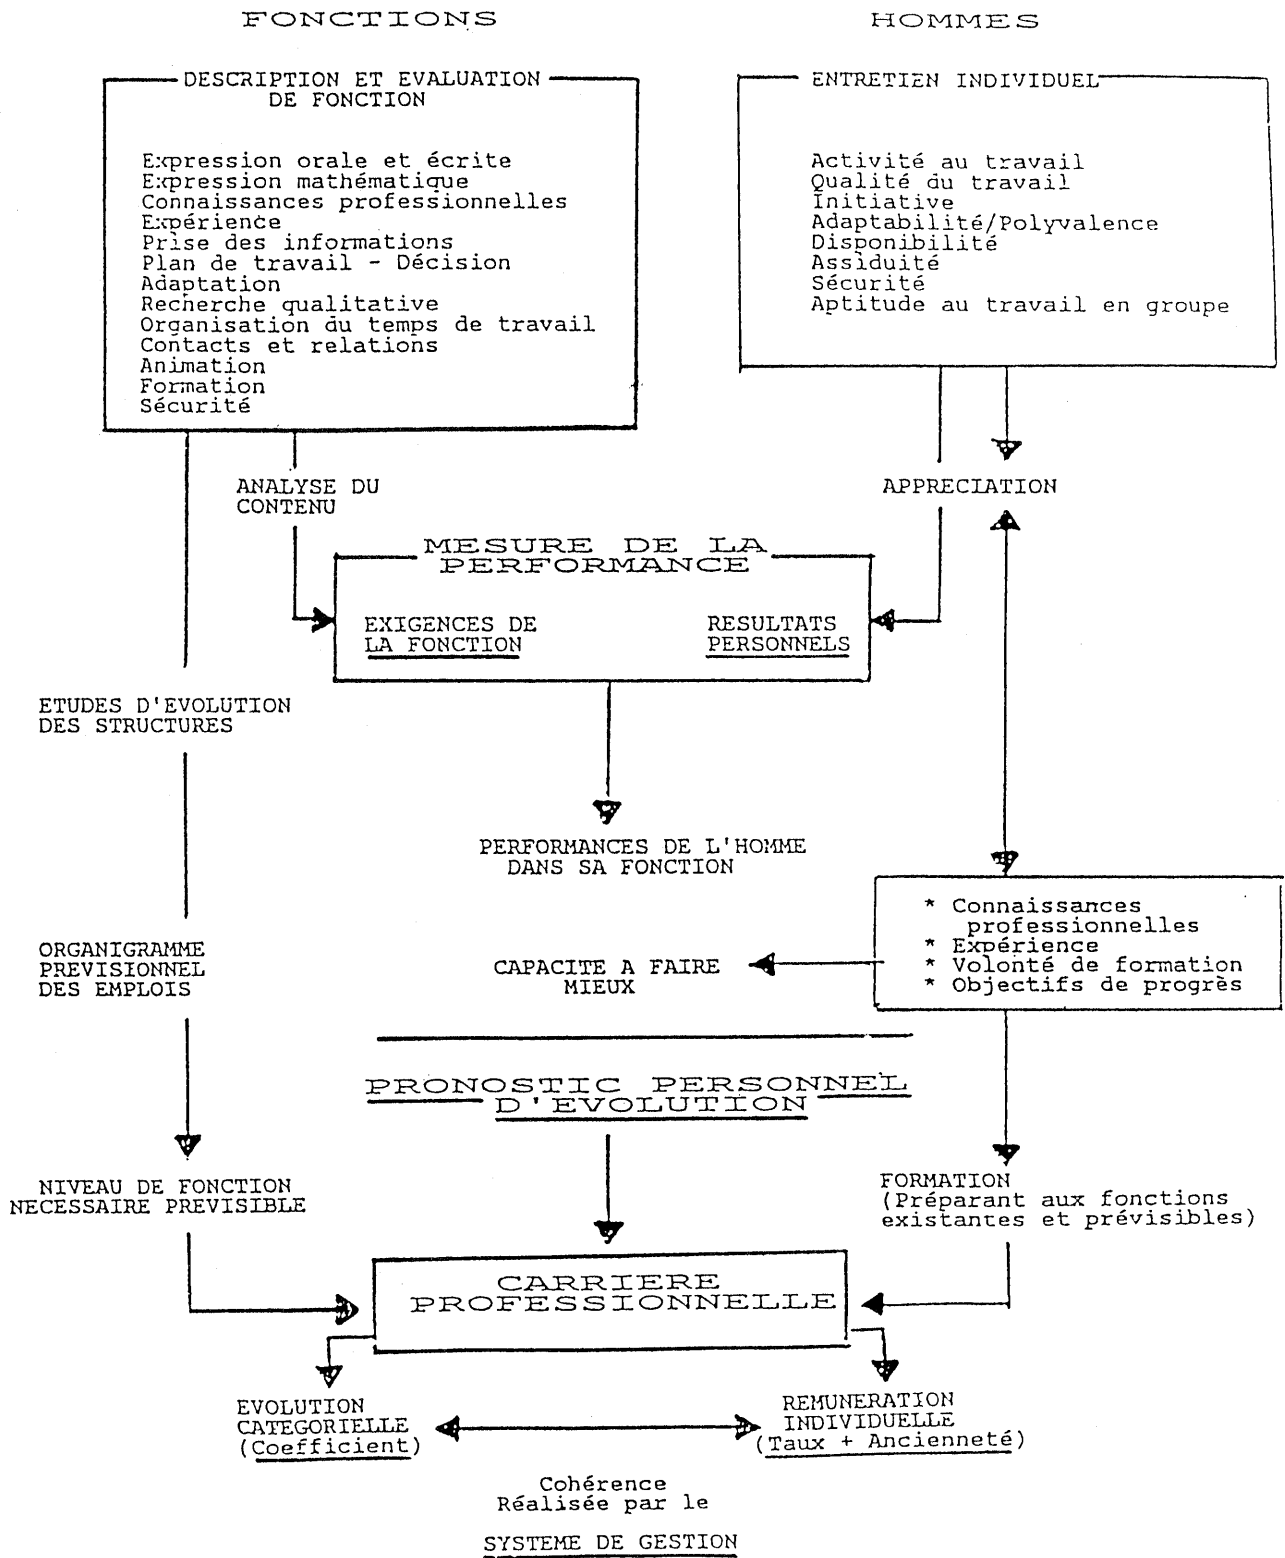 FONCTIONS
HOMMES
DESCRIPTION ET EVALUATION
DE FONCTION
Expression orale et écrite
Expression mathématique
Connaissances professionnelles
Expérience
Prise des informations
Plan de travail - Décision
Adaptation
Recherche qualitative
Organisation du temps de travail
Contacts et relations
Animation
Formation
Sécurité
ENTRETIEN INDIVIDUEL
Activité au travail
Qualité du travail
Initiative
Adaptabilité/Polyvalence
Disponibilité
Assiduité
Sécurité
Aptitude au travail en groupe
ANALYSE DU
CONTENU
APPRECIATION
MESURE DE LA
PERFORMANCE
EXIGENCES DE
LA FONCTION
RESULTATS
PERSONNELS
ETUDES D'EVOLUTION
DES STRUCTURES
PERFORMANCES DE L'HOMME
DANS SA FONCTION
* Connaissances
professionnelles
* Expérience
* Volonté de formation
* Objectifs de progrès
ORGANIGRAMME
PREVISIONNEL
DES EMPLOIS
CAPACITE A FAIRE
MIEUX
PRONOSTIC PERSONNEL
D'EVOLUTION
NIVEAU DE FONCTION
NECESSAIRE PREVISIBLE
FORMATION
(Préparant aux fonctions
existantes et prévisibles)
CARRIERE
PROFESSIONNELLE
EVOLUTION
CATEGORIELLE
(Coefficient)
REMUNERATION
INDIVIDUELLE
(Taux + Ancienneté)
Cohérence
Réalisée par le
SYSTEME DE GESTION